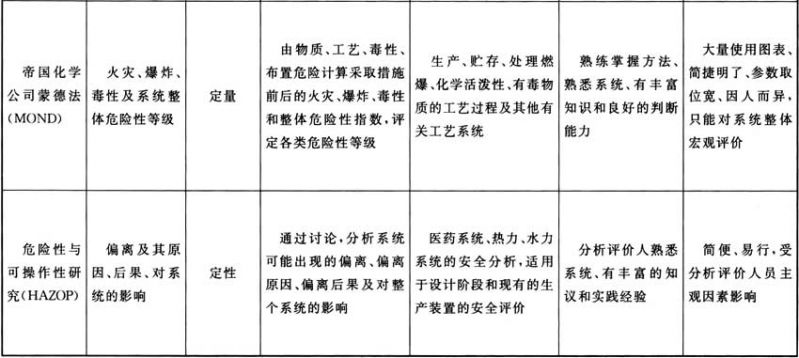 帝国化学
公司蒙德法
(MOND)
火灾、爆炸、
毒性及系统整
体危险性等级
定量
由物质、工艺、毒性、
布置危险计算采取措施
前后的火灾、爆炸、毒性
和整体危险性指数,评
定各类危险性等级
生产、贮存、处理燃
爆、化学活泼性、有毒物
质的工艺过程及其他有
关工艺系统
熟练掌握方法、
熟悉系统、有丰富
知识和良好的判断
能力
大量使用图表、
简捷明了、参数取
位宽、因人而异,
只能对系统整体
宏观评价
危险性与
可操作性研
究(HAZOP)
偏离及其原
因、后果、对系
统的影响
定性
通过讨论,分析系统
可能出现的偏离、偏离
原因、偏离后果及对整
个系统的影响
医药系统、热力、水力
系统的安全分析,适用
于设计阶段和现有的生
产装置的安全评价
分析评价人熟悉
系统、有丰富的知
议和实践经验
简便、易行,受
分析评价人员主
观因素影响